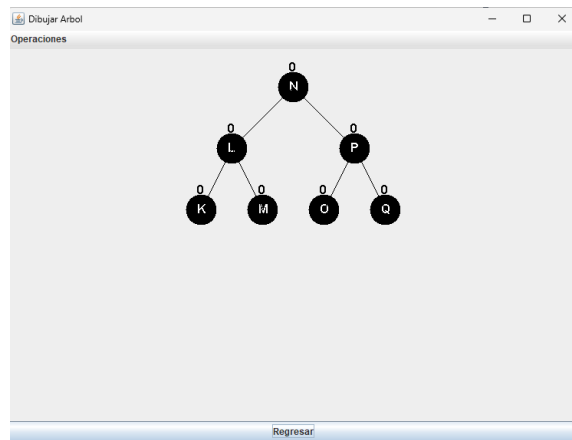 Dibujar Arbol
Operaciones
0
N
0 0
L P
0 0 0 0
K M O Q
Regresar